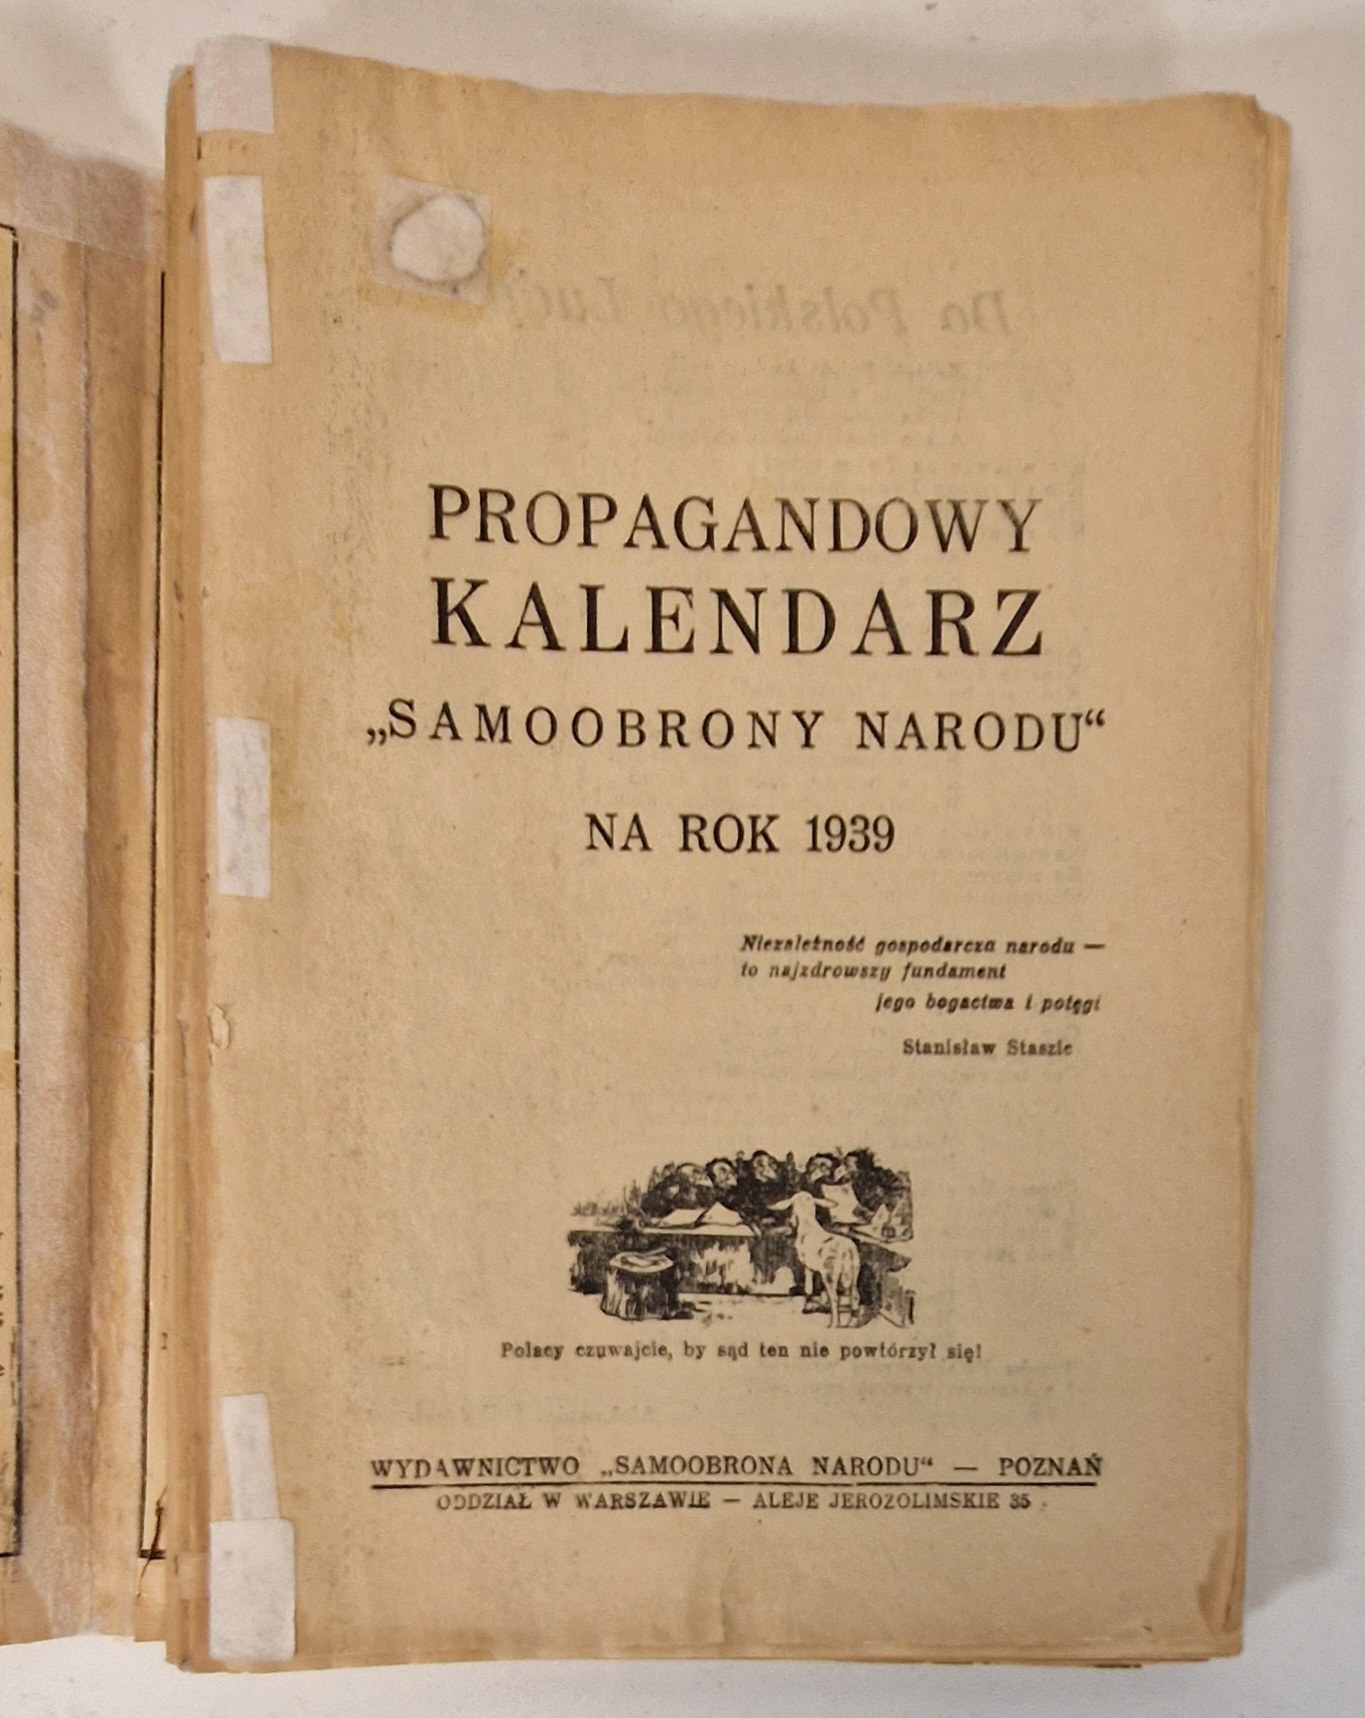 PROPAGANDOWY
KALENDARZ
„SAMOOBRONY NARODU“
NA ROK 1939
Niezależność gospodarcza narodu —
to najzdrowszy fundament
jego bogactwa i potęgi
Stanisław Staszic
Polacy czuwajcie, by sąd ten nie powtórzył się!
WYDAWNICTWO „SAMOOBRONA NARODU“ — POZNAŃ
ODDZIAŁ W WARSZAWIE — ALEJE JEROZOLIMSKIE 35